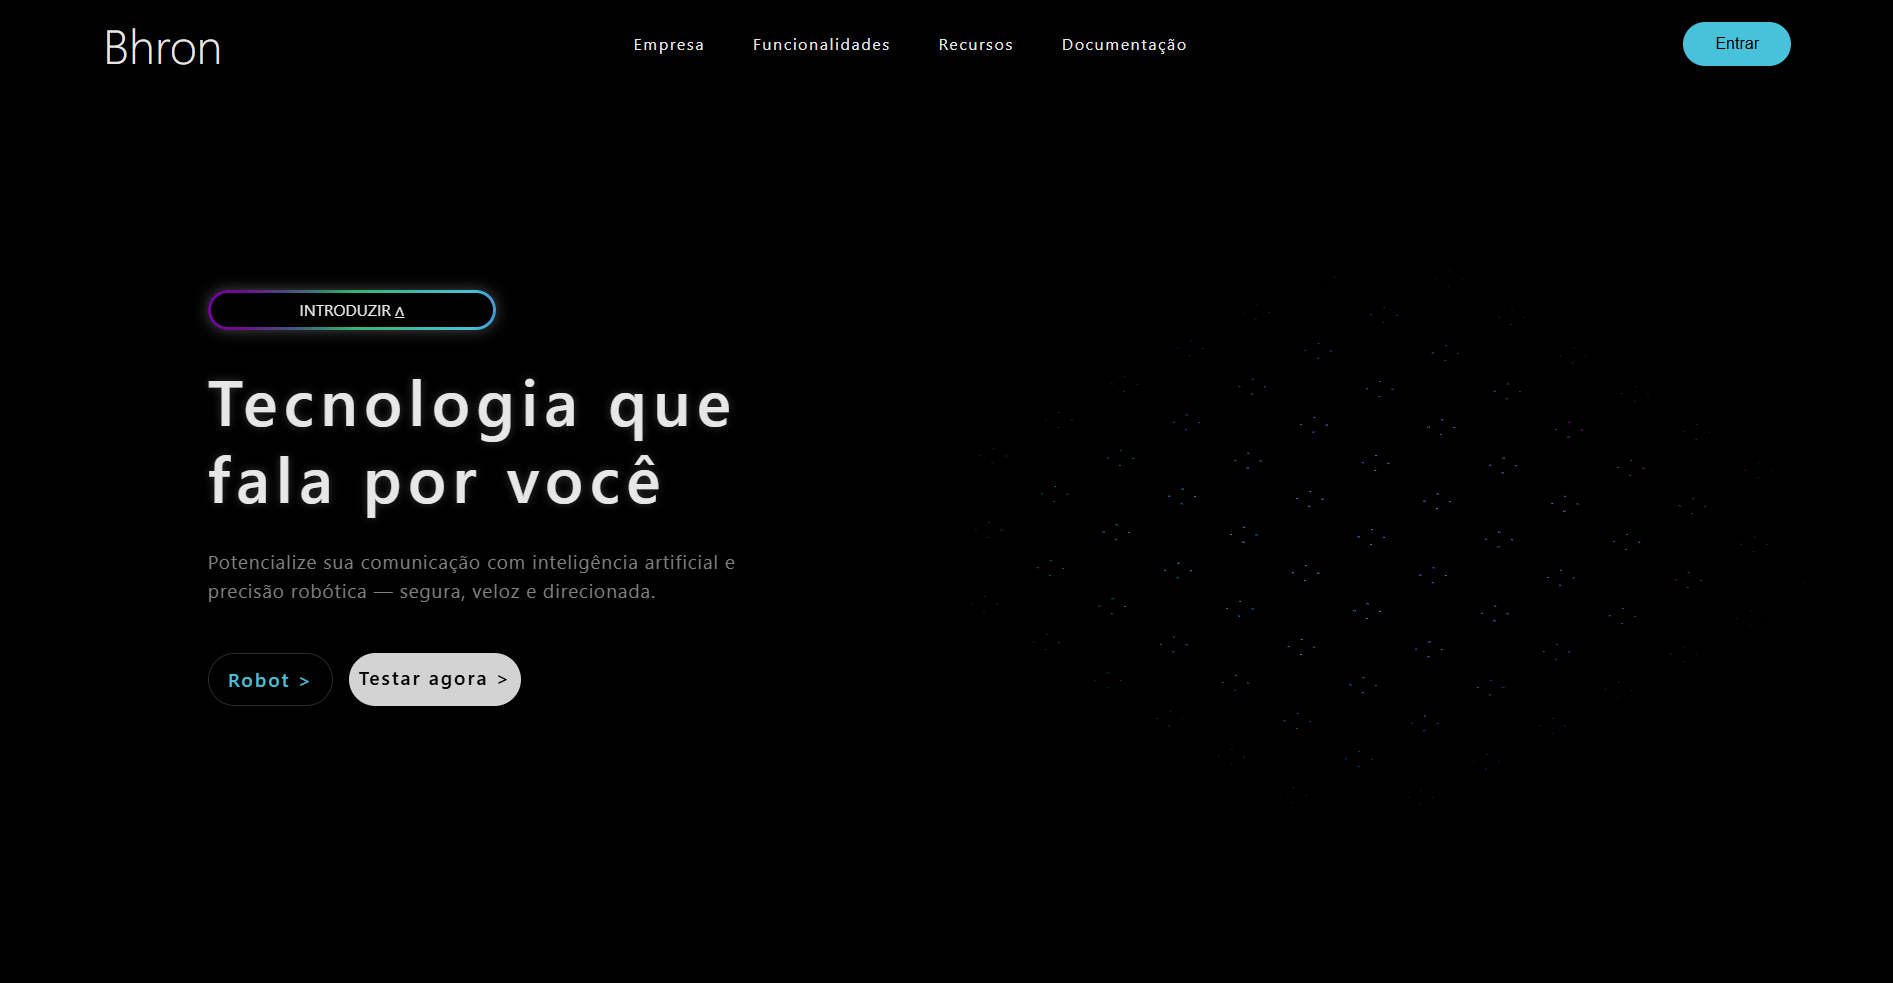 Bhron
Empresa Funcionalidades Recursos Documentação
Entrar
INTRODUZIR Λ
Tecnologia que
fala por você
Potencialize sua comunicação com inteligência artificial e
precisão robótica — segura, veloz e direcionada.
Robot >
Testar agora >